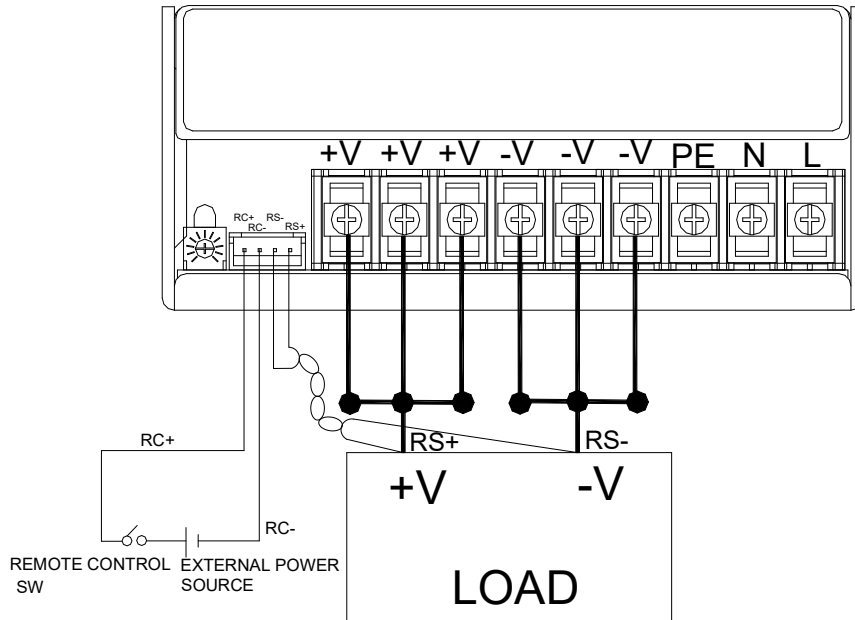 +V +V +V -V -V -V PE N L
RC+ RS-
RC- RS+
RC+
RS+ RS-
+V -V
RC-
REMOTE CONTROL EXTERNAL POWER
SW SOURCE
LOAD